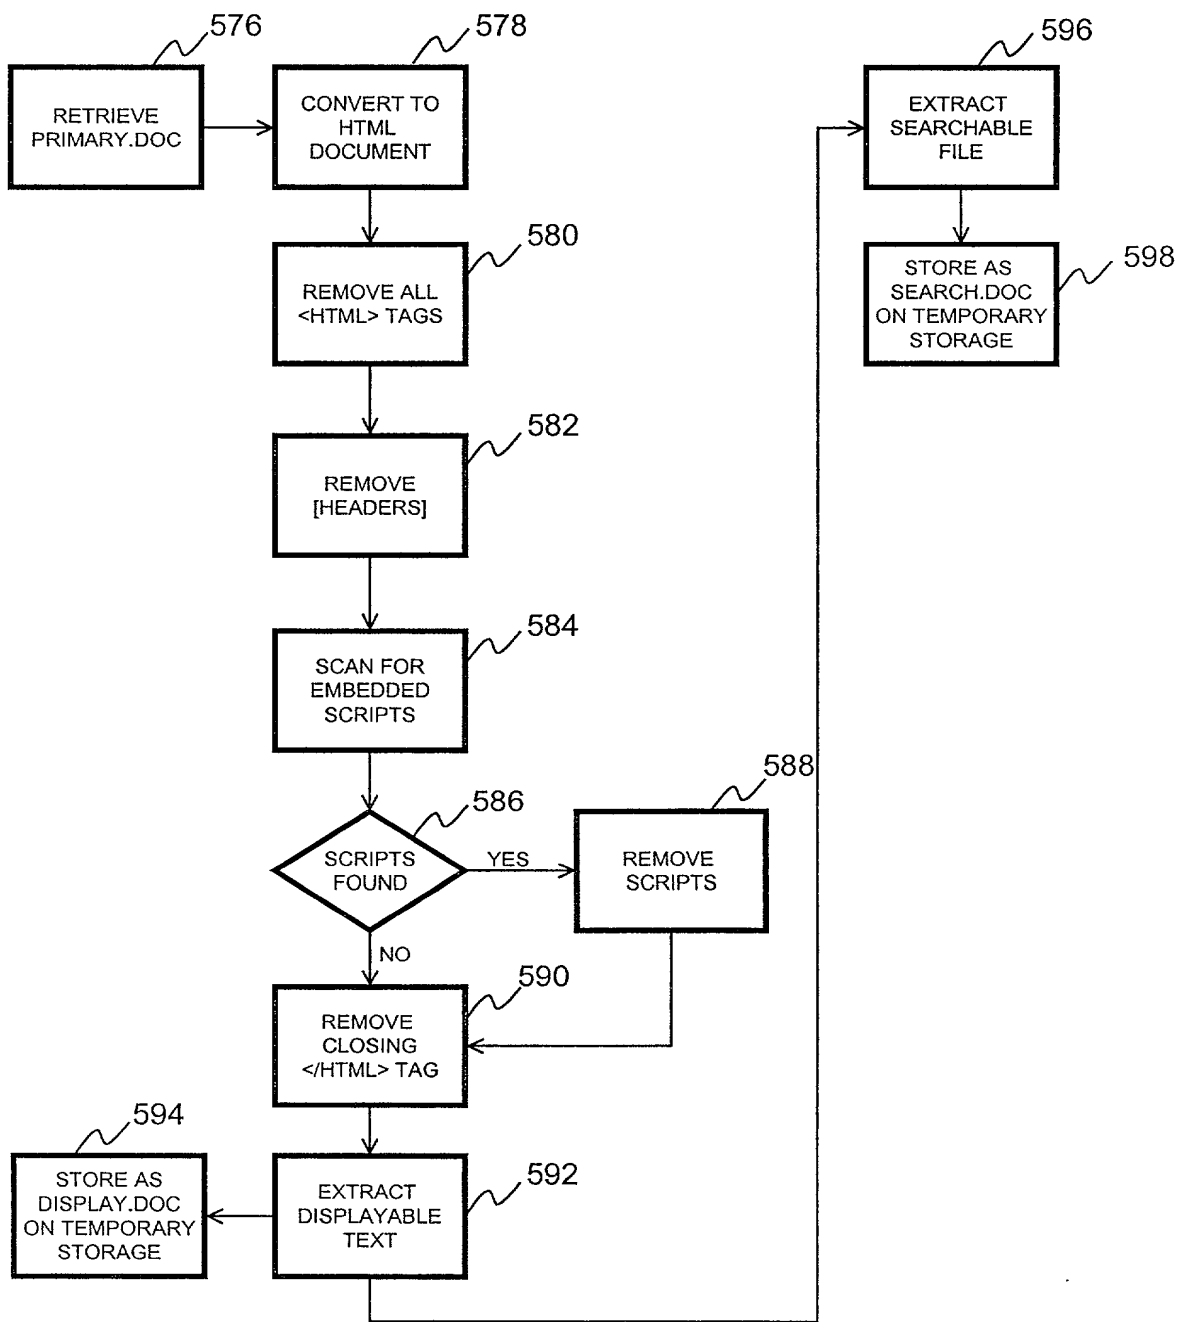 576
RETRIEVE
PRIMARY.DOC
578
CONVERT TO
HTML
DOCUMENT
580
REMOVE ALL
<HTML> TAGS
582
REMOVE
[HEADERS]
584
SCAN FOR
EMBEDDED
SCRIPTS
586
SCRIPTS
FOUND
YES
NO
588
REMOVE
SCRIPTS
590
REMOVE
CLOSING
</HTML> TAG
592
EXTRACT
DISPLAYABLE
TEXT
594
STORE AS
DISPLAY.DOC
ON TEMPORARY
STORAGE
596
EXTRACT
SEARCHABLE
FILE
598
STORE AS
SEARCH.DOC
ON TEMPORARY
STORAGE